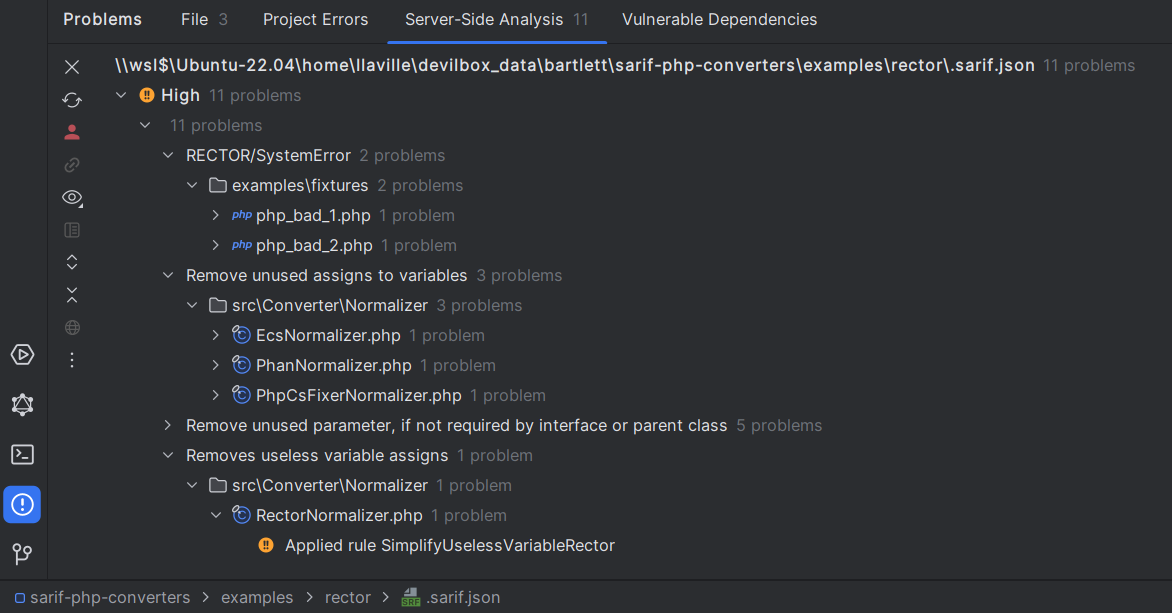 Problems File 3 Project Errors Server-Side Analysis 11 Vulnerable Dependencies
\\wsl$\Ubuntu-22.04\home\llaville\devilbox_data\bartlett\sarif-php-converters\examples\rector\.sarif.json 11 problems
High 11 problems
11 problems
RECTOR/SystemError 2 problems
examples\fixtures 2 problems
php php_bad_1.php 1 problem
php php_bad_2.php 1 problem
Remove unused assigns to variables 3 problems
src\Converter\Normalizer 3 problems
C EcsNormalizer.php 1 problem
C PhanNormalizer.php 1 problem
C PhpCsFixerNormalizer.php 1 problem
Remove unused parameter, if not required by interface or parent class 5 problems
Removes useless variable assigns 1 problem
src\Converter\Normalizer 1 problem
C RectorNormalizer.php 1 problem
Applied rule SimplifyUselessVariableRector
sarif-php-converters > examples > rector > SRF .sarif.json